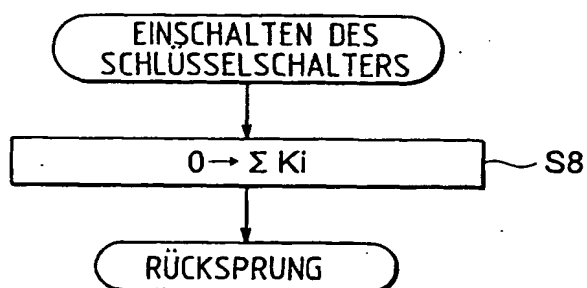 EINSCHALTEN DES
SCHLÜSSELSCHALTERS
0→ Σ Ki
S8
RÜCKSPRUNG